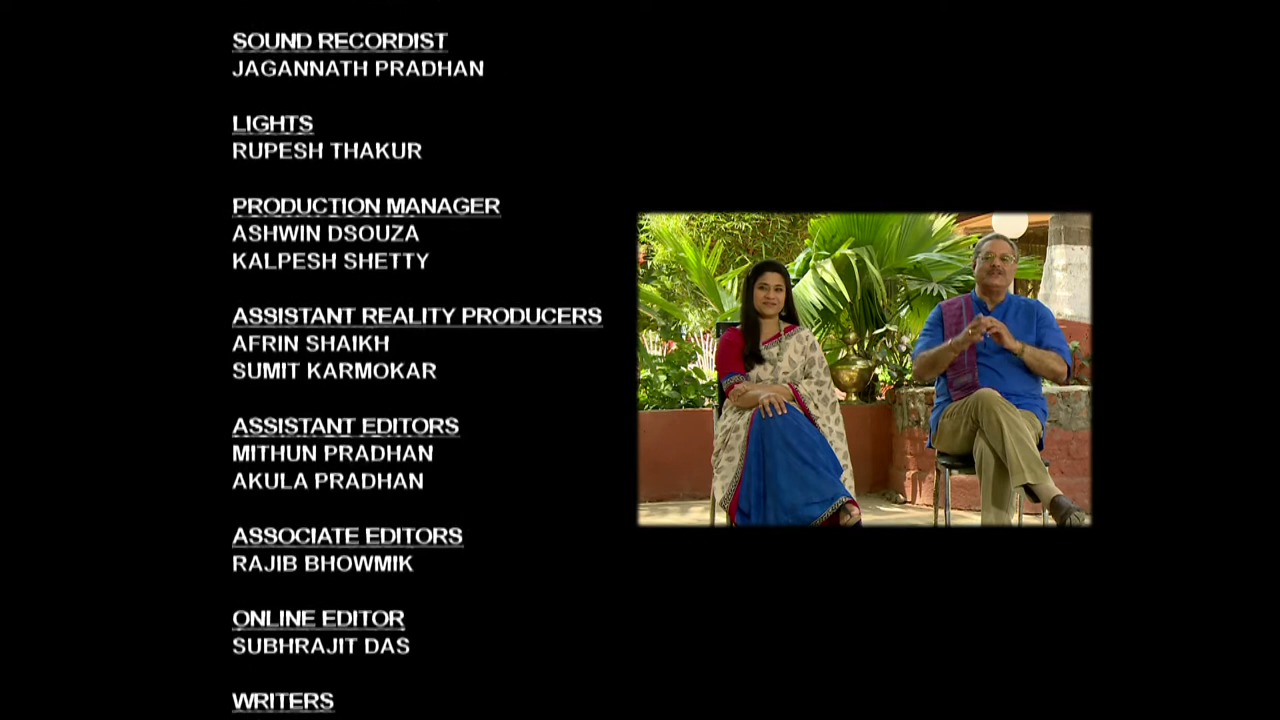 SOUND RECORDIST
JAGANNATH PRADHAN
LIGHTS
RUPESH THAKUR
PRODUCTION MANAGER
ASHWIN DSOUZA
KALPESH SHETTY
ASSISTANT REALITY PRODUCERS
AFRIN SHAIKH
SUMIT KARMOKAR
ASSISTANT EDITORS
MITHUN PRADHAN
AKULA PRADHAN
ASSOCIATE EDITORS
RAJIB BHOWMIK
ONLINE EDITOR
SUBHRAJIT DAS
WRITERS